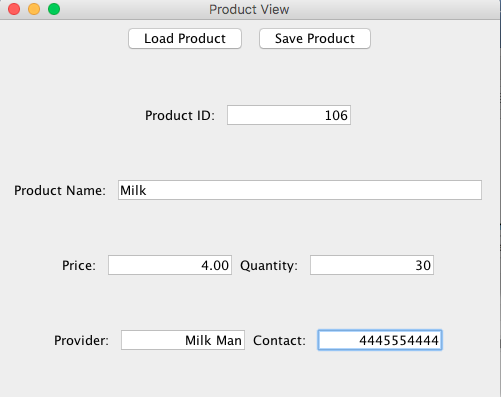 Product View
Load Product Save Product
Product ID: 106
Product Name: Milk
Price: 4.00 Quantity: 30
Provider: Milk Man Contact: 4445554444